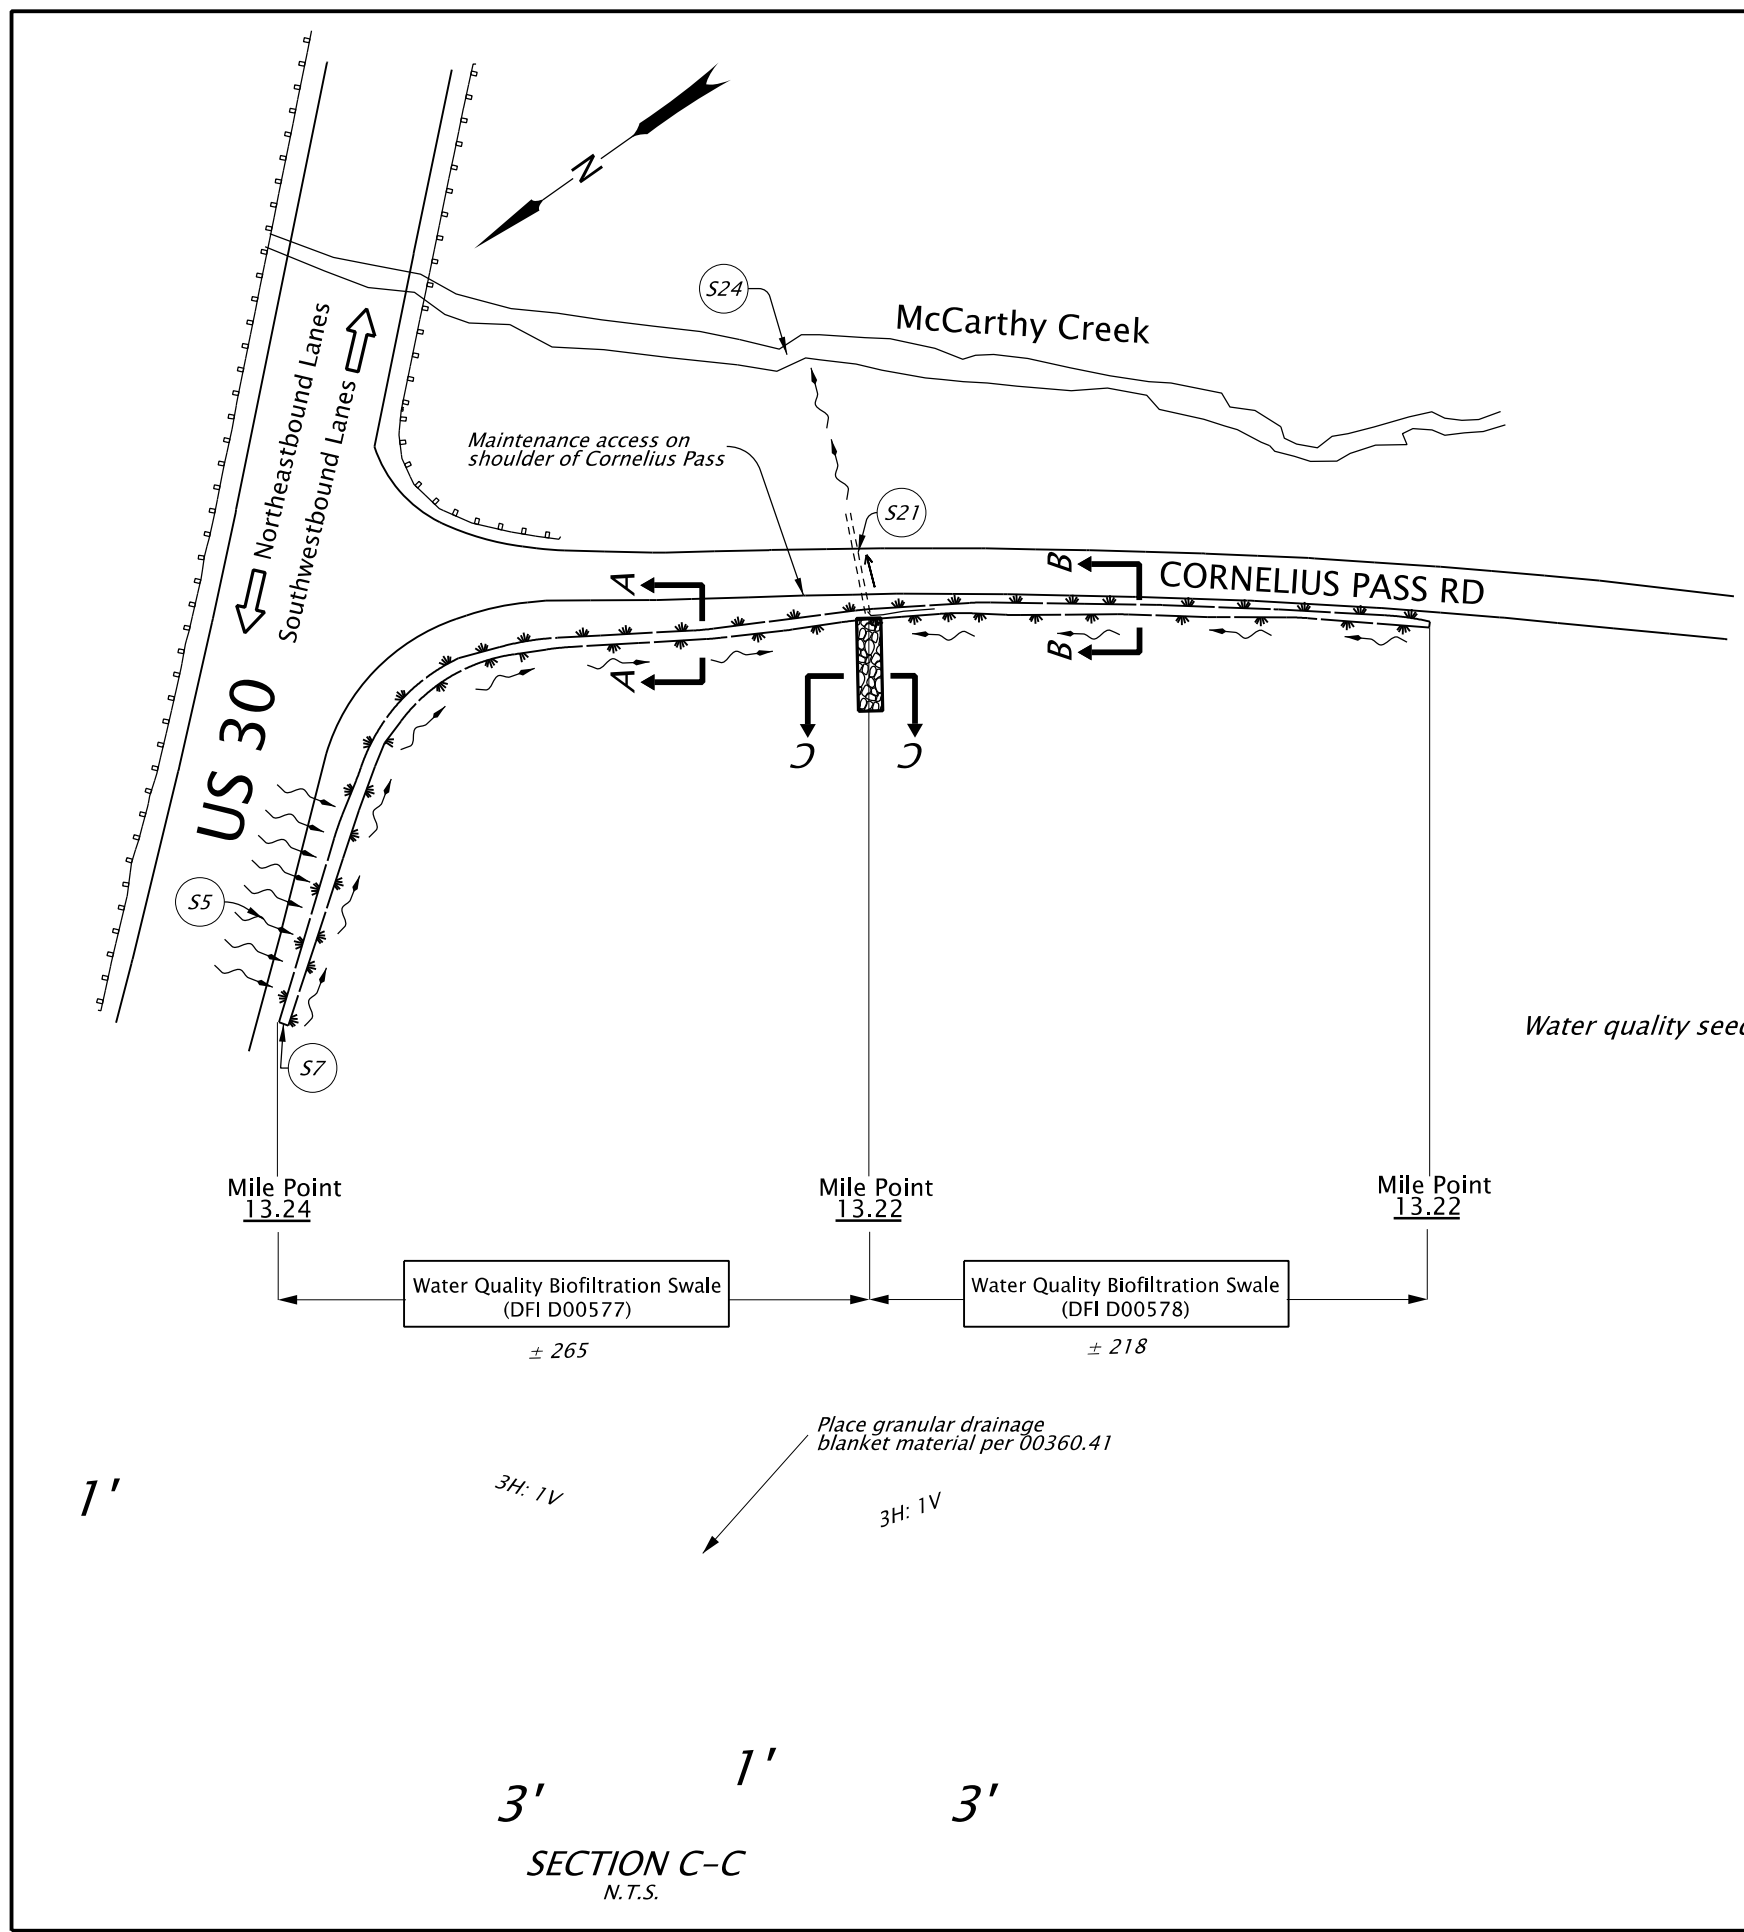 N
S24
McCarthy Creek
Northeastbound Lanes
Southwestbound Lanes
Maintenance access on
shoulder of Cornelius Pass
S21
A
B
CORNELIUS PASS RD
A
B
C
C
US 30
S5
S7
Water quality seed
Mile Point
13.24
Mile Point
13.22
Mile Point
13.22
Water Quality Biofiltration Swale
(DFI D00577)
± 265
Water Quality Biofiltration Swale
(DFI D00578)
± 218
Place granular drainage
blanket material per 00360.41
1'
3H: 1V
3H: 1V
1'
3'
3'
SECTION C-C
N.T.S.